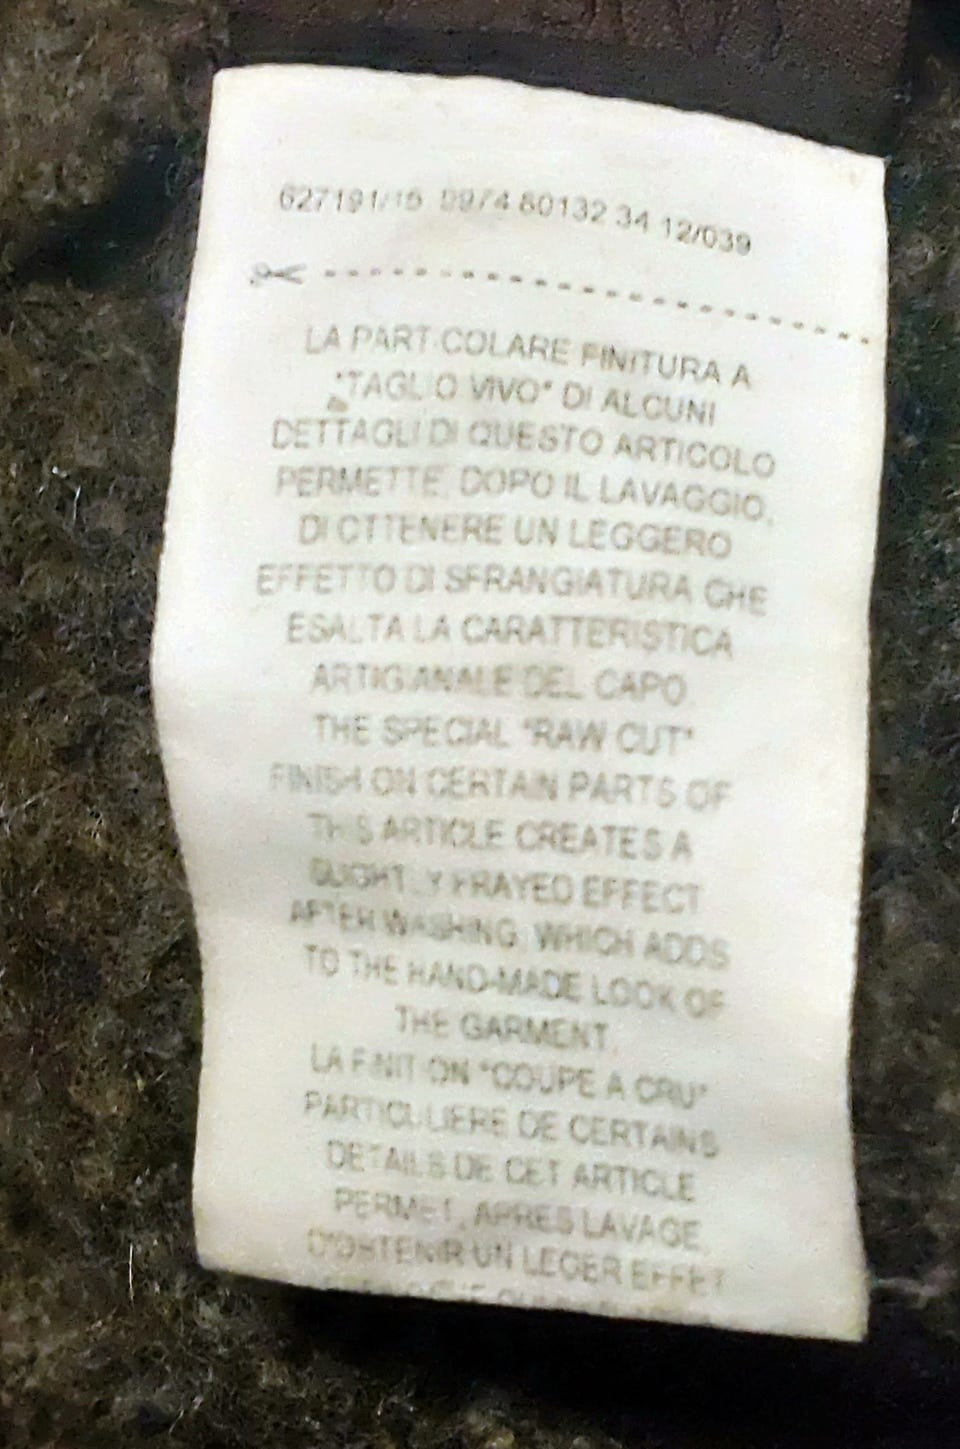 627191/15 9974 80132 34 12/039
LA PARTICOLARE FINITURA A
"TAGLIO VIVO" DI ALCUNI
DETTAGLI DI QUESTO ARTICOLO
PERMETTE, DOPO IL LAVAGGIO,
DI OTTENERE UN LEGGERO
EFFETTO DI SFRANGIATURA CHE
ESALTA LA CARATTERISTICA
ARTIGIANALE DEL CAPO.
THE SPECIAL "RAW CUT"
FINISH ON CERTAIN PARTS OF
THIS ARTICLE CREATES A
SLIGHTLY FRAYED EFFECT
AFTER WASHING, WHICH ADDS
TO THE HAND-MADE LOOK OF
THE GARMENT.
LA FINITION "COUPE A CRU"
PARTICULIERE DE CERTAINS
DETAILS DE CET ARTICLE
PERMET, APRES LAVAGE,
D'OBTENIR UN LEGER EFFET